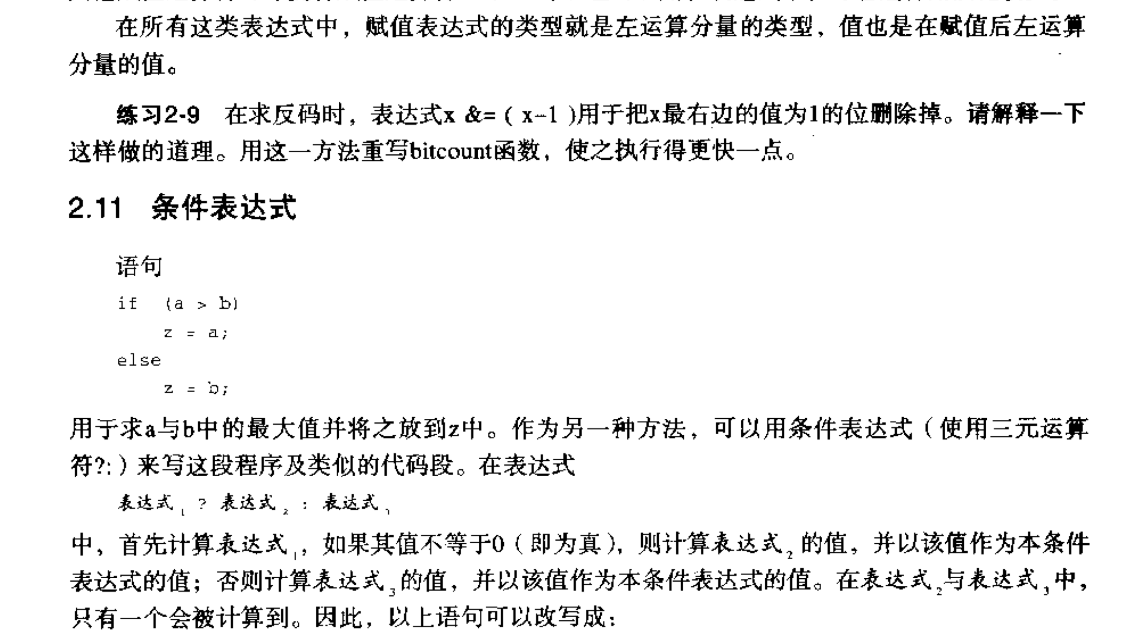 在所有这类表达式中，赋值表达式的类型就是左运算分量的类型，值也是在赋值后左运算
分量的值。
练习2-9 在求反码时，表达式x &= ( x-1 )用于把x最右边的值为1的位删除掉。请解释一下
这样做的道理。用这一方法重写bitcount函数，使之执行得更快一点。
2.11 条件表达式
语句
if (a > b)
z = a;
else
z = b;
用于求a与b中的最大值并将之放到z中。作为另一种方法，可以用条件表达式（使用三元运算
符?:）来写这段程序及类似的代码段。在表达式
表达式₁ ? 表达式₂ : 表达式₃
中，首先计算表达式₁，如果其值不等于0（即为真），则计算表达式₂的值，并以该值作为本条件
表达式的值；否则计算表达式₃的值，并以该值作为本条件表达式的值。在表达式₂与表达式₃中，
只有一个会被计算到。因此，以上语句可以改写成：